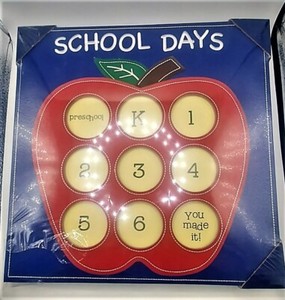 SCHOOL DAYS
preschool K 1
2 3 4
5 6 You
made
it!